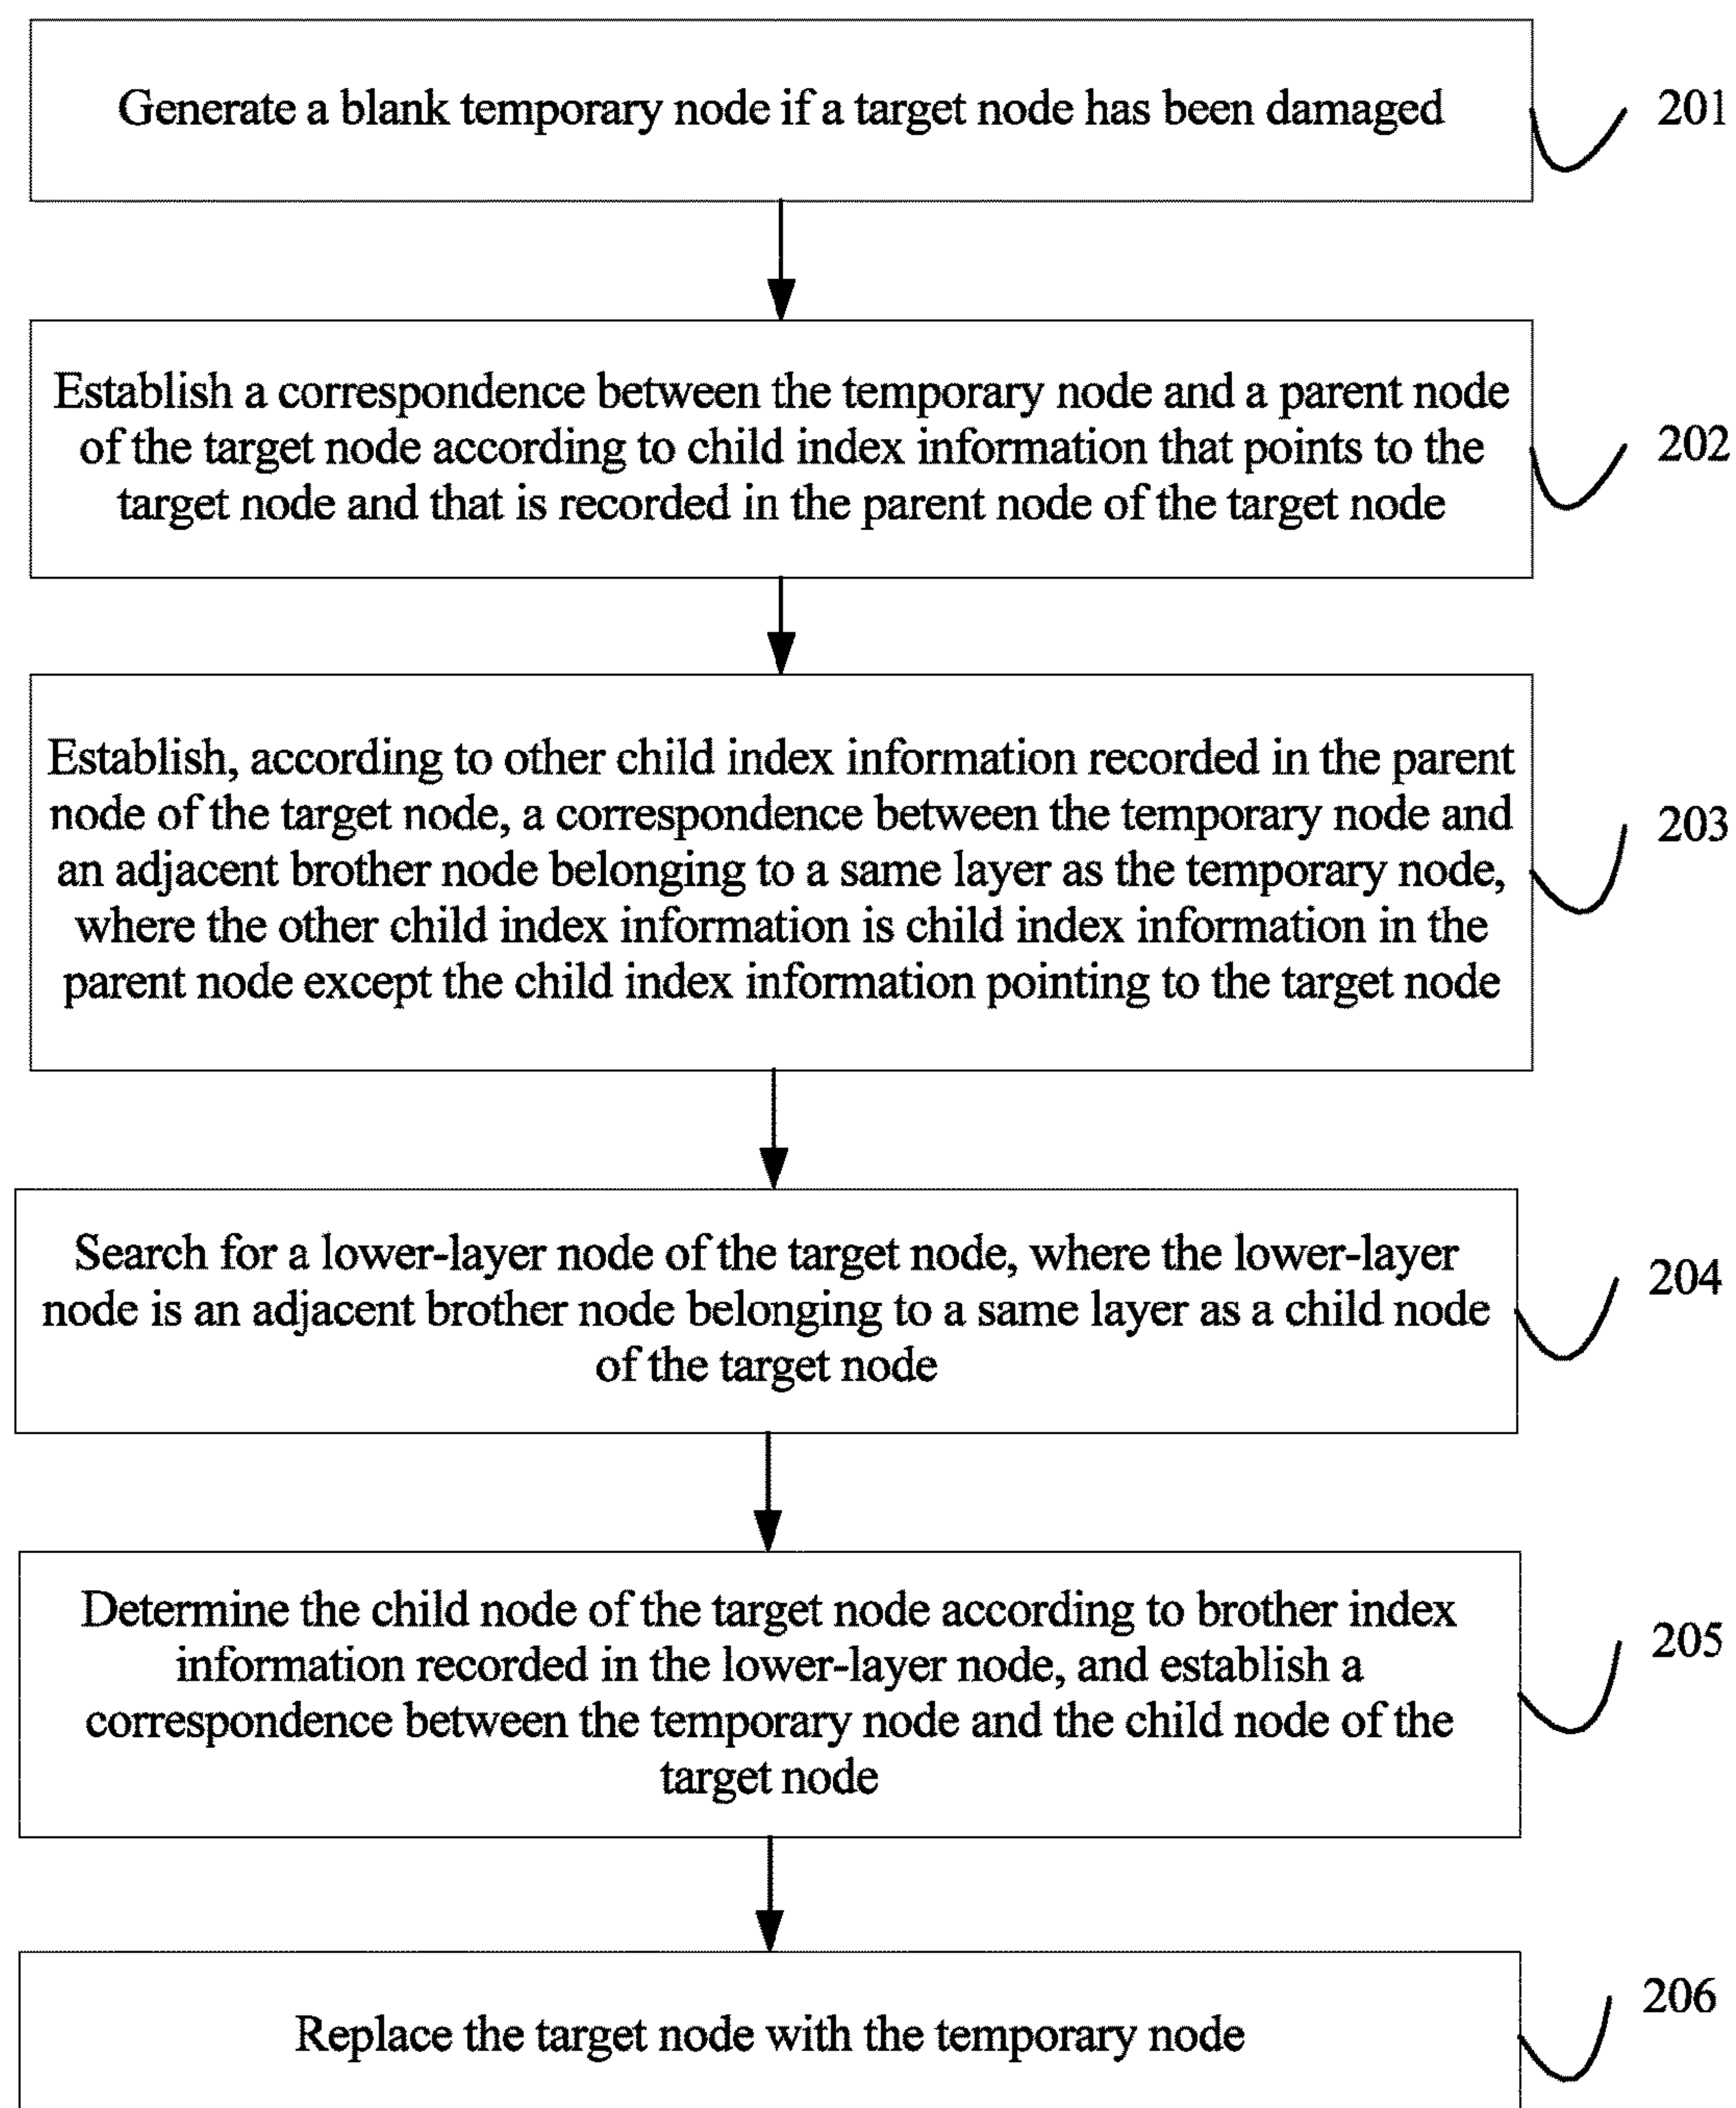 Generate a blank temporary node if a target node has been damaged
201
Establish a correspondence between the temporary node and a parent node
of the target node according to child index information that points to the
target node and that is recorded in the parent node of the target node
202
Establish, according to other child index information recorded in the parent
node of the target node, a correspondence between the temporary node and
an adjacent brother node belonging to a same layer as the temporary node,
where the other child index information is child index information in the
parent node except the child index information pointing to the target node
203
Search for a lower-layer node of the target node, where the lower-layer
node is an adjacent brother node belonging to a same layer as a child node
of the target node
204
Determine the child node of the target node according to brother index
information recorded in the lower-layer node, and establish a
correspondence between the temporary node and the child node of the
target node
205
Replace the target node with the temporary node
206